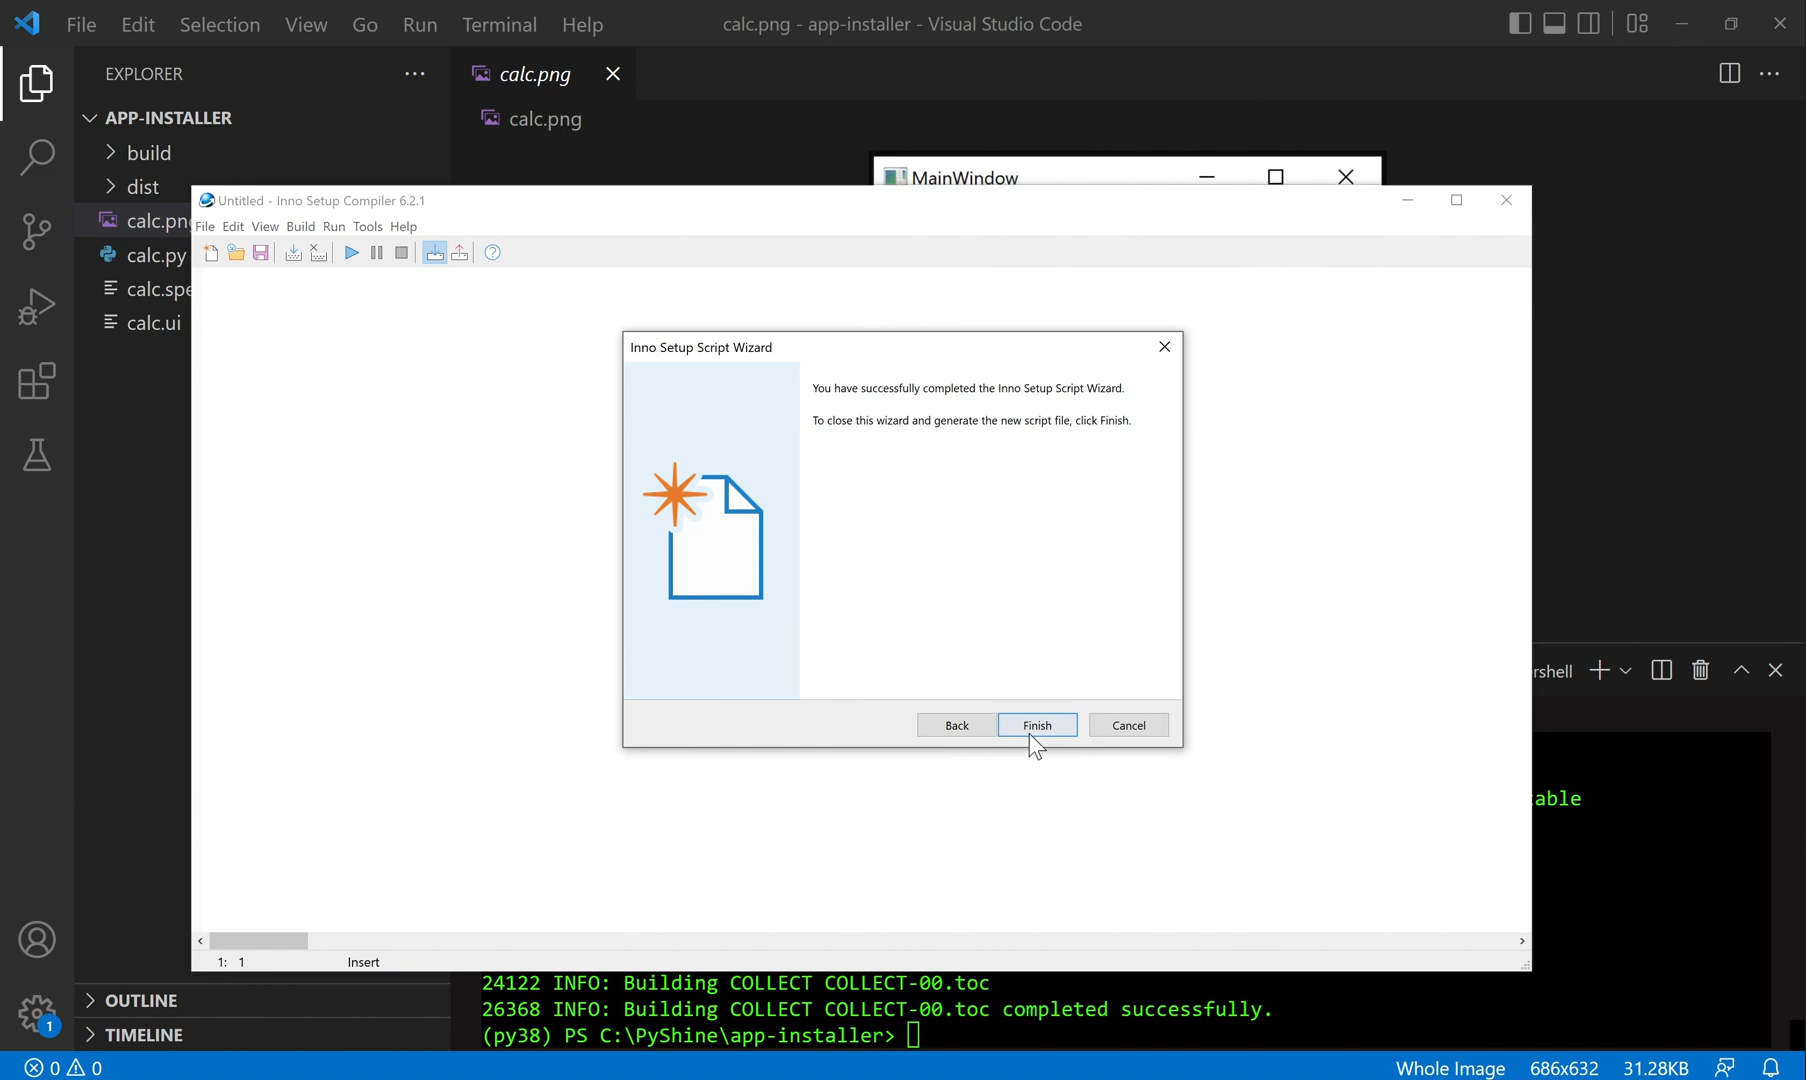 File Edit Selection View Go Run Terminal Help
calc.png - app-installer - Visual Studio Code
EXPLORER
calc.png
APP-INSTALLER
calc.png
build
dist
MainWindow
calc.pn
calc.py
calc.spe
calc.ui
Untitled - Inno Setup Compiler 6.2.1
File Edit View Build Run Tools Help
Inno Setup Script Wizard
You have successfully completed the Inno Setup Script Wizard.
To close this wizard and generate the new script file, click Finish.
Back Finish Cancel
rshell
able
1: 1 Insert
24122 INFO: Building COLLECT COLLECT-00.toc
26368 INFO: Building COLLECT COLLECT-00.toc completed successfully.
(py38) PS C:\PyShine\app-installer>
OUTLINE
TIMELINE
1
0 0
Whole Image 686x632 31.28KB